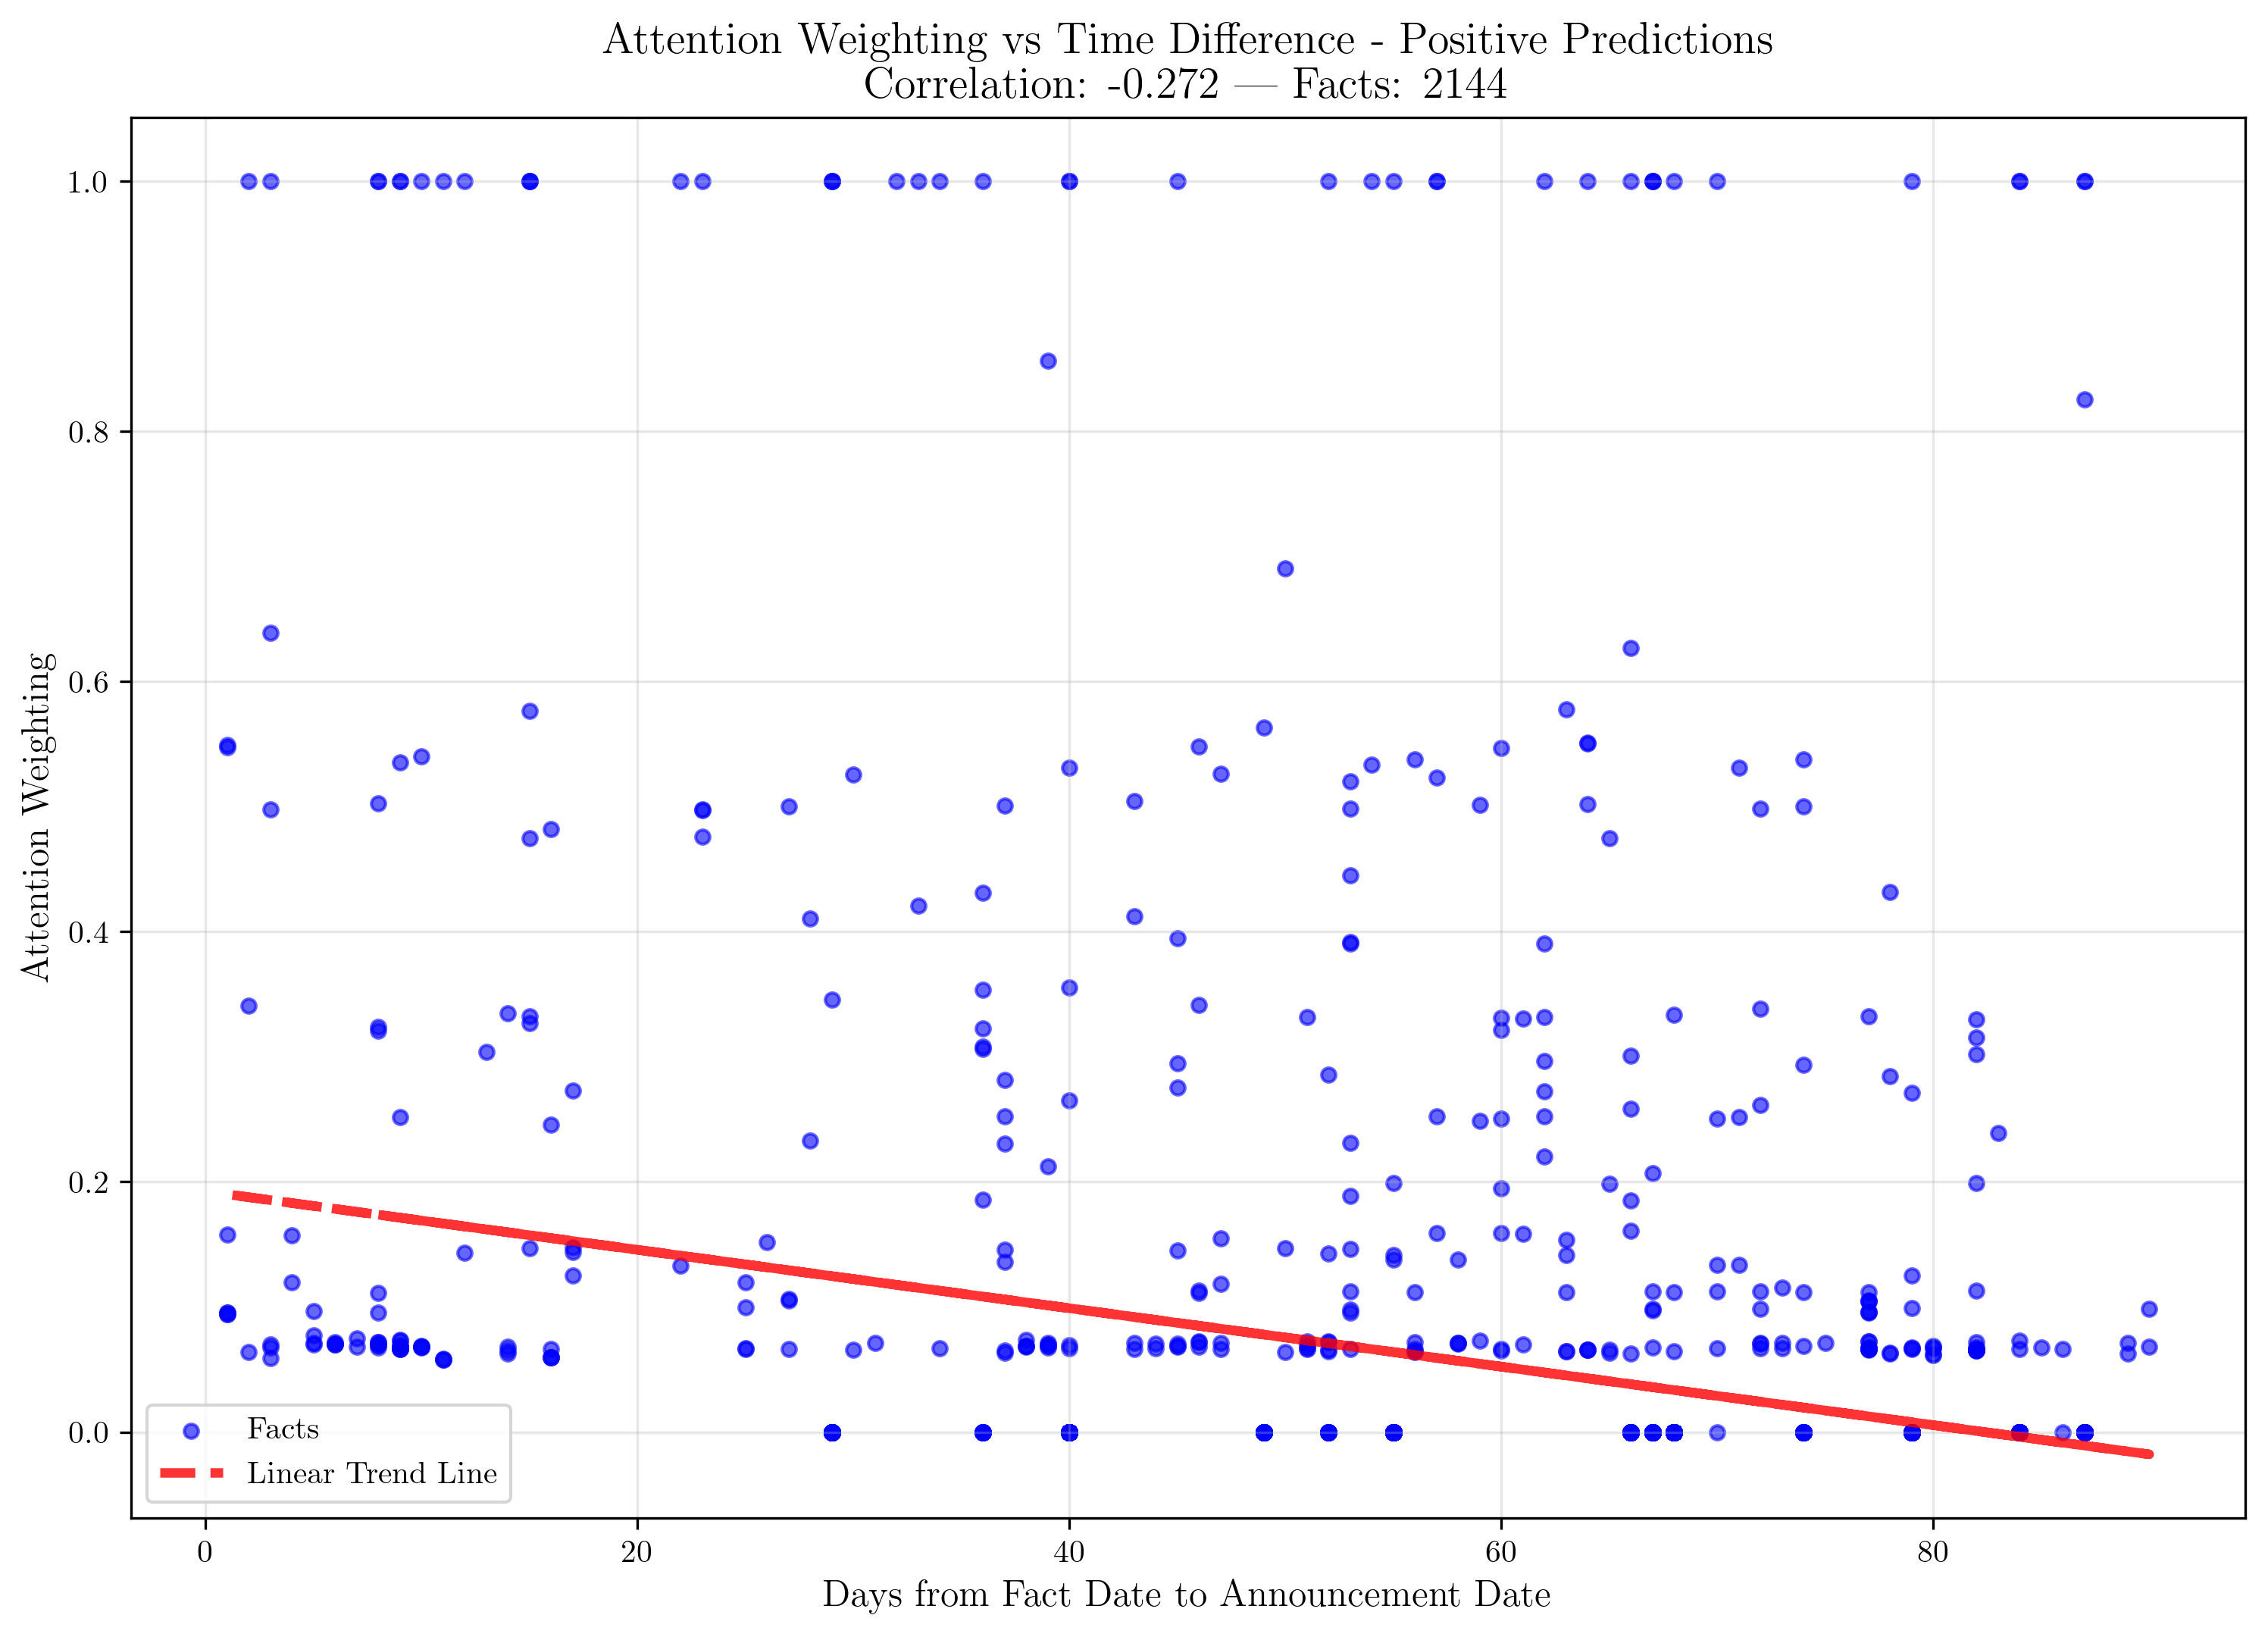 Attention Weighting vs Time Difference - Positive Predictions
Correlation: -0.272 — Facts: 2144
1.0
0.8
0.6
0.4
0.2
0.0
Attention Weighting
Facts
Linear Trend Line
0
20
40
60
80
Days from Fact Date to Announcement Date